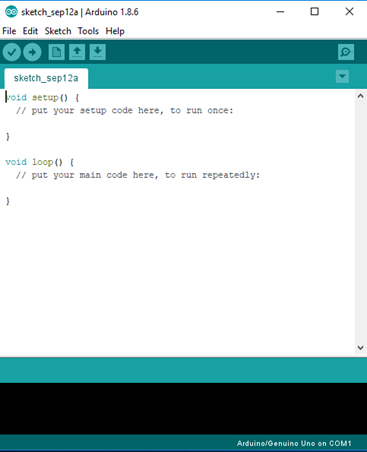 sketch_sep12a | Arduino 1.8.6
File Edit Sketch Tools Help
sketch_sep12a
void setup() {
  // put your setup code here, to run once:
}
void loop() {
  // put your main code here, to run repeatedly:
}
Arduino/Genuino Uno on COM1